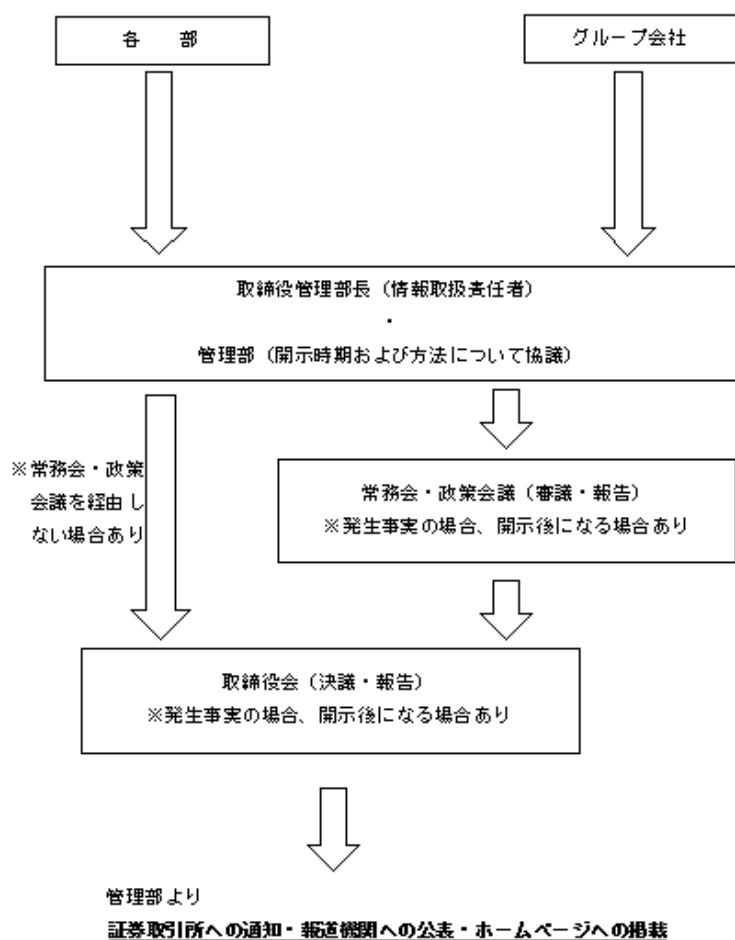 各　部
グループ会社
取締役管理部長（情報取扱責任者）
・
管理部（開示時期および方法について協議）
※常務会・政策
会議を経由し
ない場合あり
常務会・政策会議（審議・報告）
※発生事実の場合、開示後になる場合あり
取締役会（決議・報告）
※発生事実の場合、開示後になる場合あり
管理部より
証券取引所への通知・報道機関への公表・ホームページへの掲載